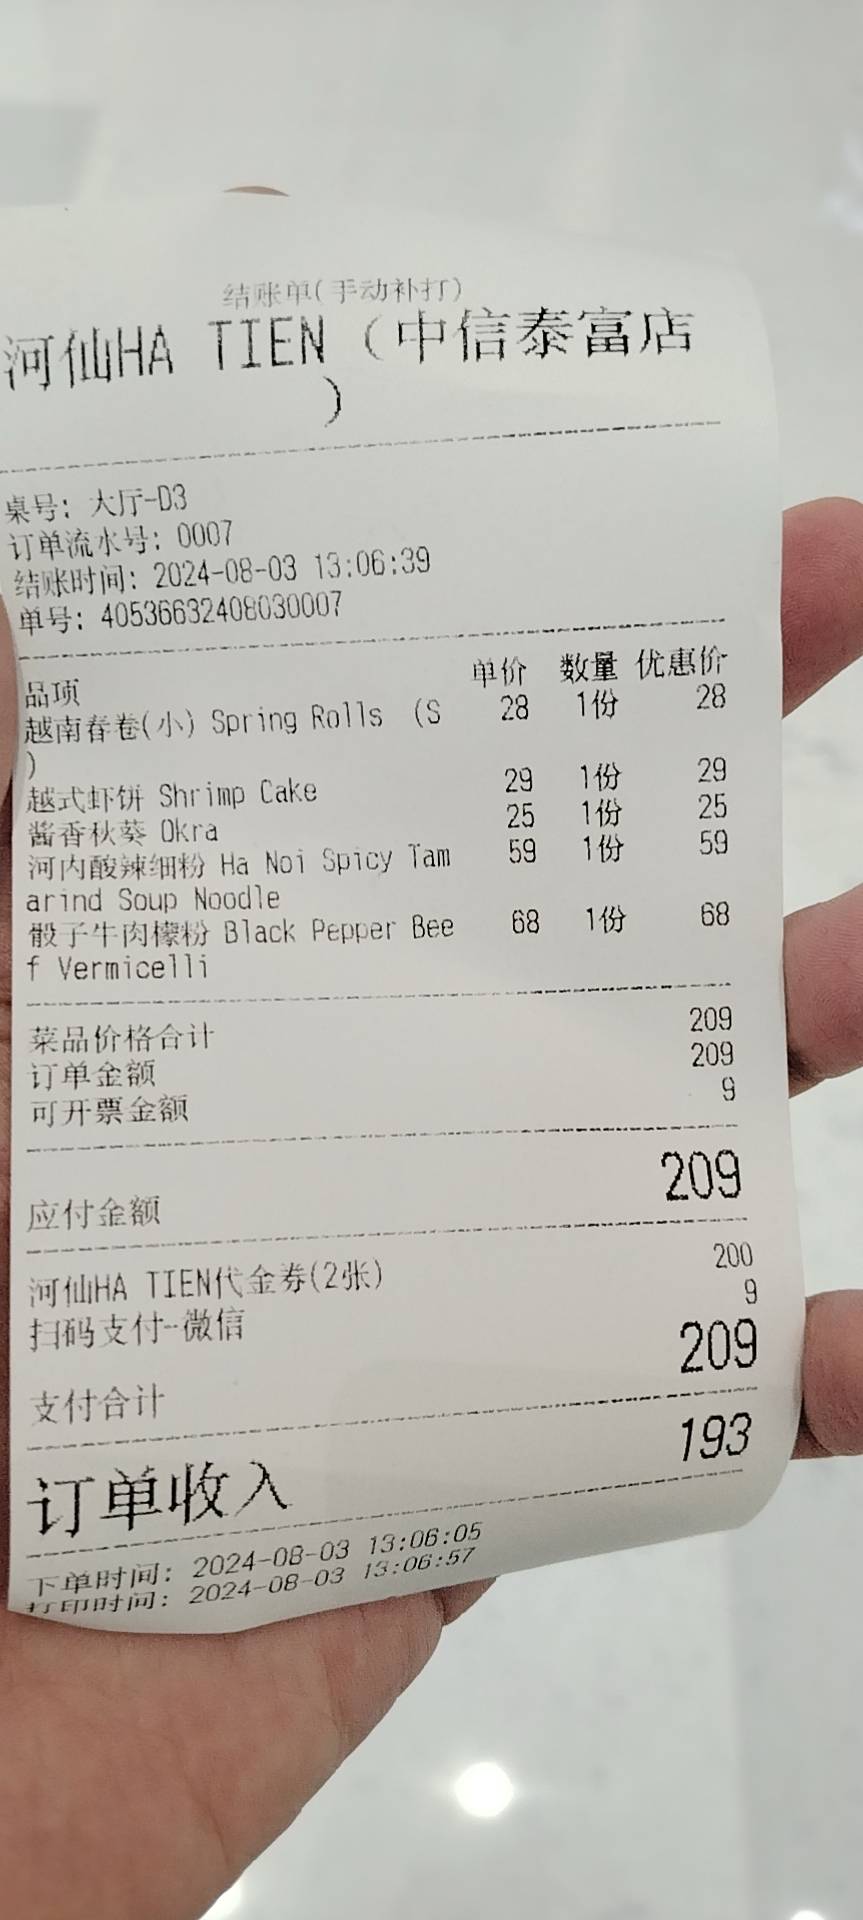 结账单(手动补打)
河仙HA TIEN（中信泰富店
）
桌号: 大厅-D3
订单流水号: 0007
结账时间: 2024-08-03 13:06:39
单号: 40536632408030007
品项 单价 数量 优惠价
越南春卷(小) Spring Rolls (S 28 1份 28
)
越式虾饼 Shrimp Cake 29 1份 29
酱香秋葵 Okra 25 1份 25
河内酸辣细粉 Ha Noi Spicy Tam 59 1份 59
arind Soup Noodle
骰子牛肉檬粉 Black Pepper Bee 68 1份 68
f Vermicelli
菜品价格合计 209
订单金额 209
可开票金额 9
应付金额 209
河仙HA TIEN代金券(2张) 200
扫码支付-微信 9
支付合计 209
订单收入 193
下单时间: 2024-08-03 13:06:05
打印时间: 2024-08-03 13:06:57